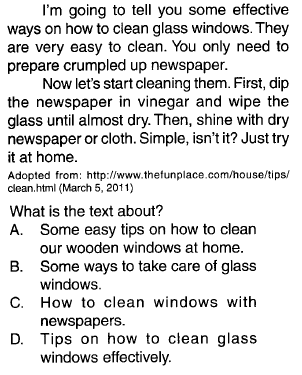 I'm going to tell you some effective
ways on how to clean glass windows. They
are very easy to clean. You only need to
prepare crumpled up newspaper.
Now let's start cleaning them. First, dip
the newspaper in vinegar and wipe the
glass until almost dry. Then, shine with dry
newspaper or cloth. Simple, isn't it? Just try
it at home.
Adopted from: http://www.thefunplace.com/house/tips/
clean.html (March 5, 2011)
What is the text about?
A. Some easy tips on how to clean
our wooden windows at home.
B. Some ways to take care of glass
windows.
C. How to clean windows with
newspapers.
D. Tips on how to clean glass
windows effectively.